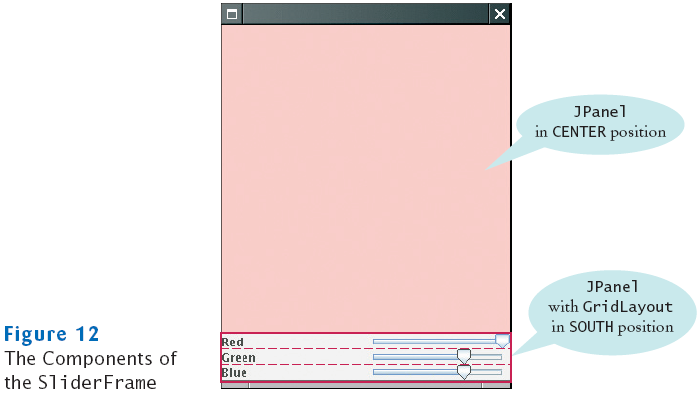 JPanel
in CENTER position
JPanel
with GridLayout
in SOUTH position
Red
Green
Blue
Figure 12
The Components of
the SliderFrame